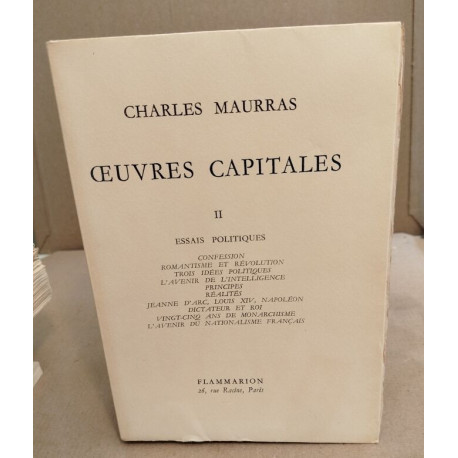 CHARLES MAURRAS
ŒUVRES CAPITALES
II
ESSAIS POLITIQUES
CONFESSION
ROMANTISME ET RÉVOLUTION
TROIS IDÉES POLITIQUES
L'AVENIR DE L'INTELLIGENCE
PRINCIPES
RÉALITÉS
JEANNE D'ARC, LOUIS XIV, NAPOLÉON
DICTATEUR ET ROI
VINGT-CINQ ANS DE MONARCHISME
L'AVENIR DU NATIONALISME FRANÇAIS
FLAMMARION
26, rue Racine, Paris